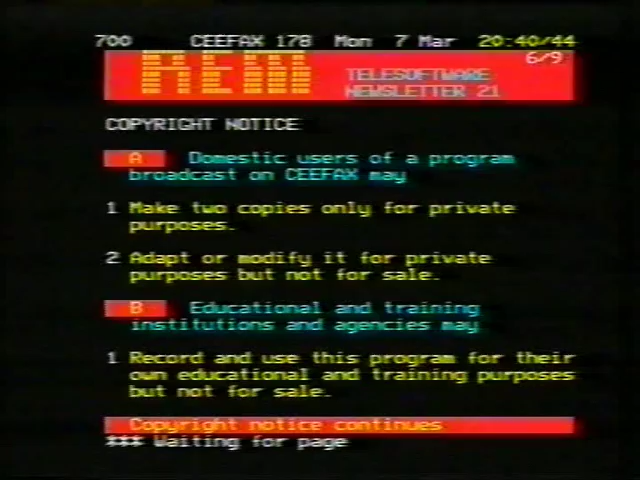 700 CEEFAX 178 Mon 7 Mar 20:40/44
6/9
REM TELESOFTWARE
NEWSLETTER 21
COPYRIGHT NOTICE
A Domestic users of a program
broadcast on CEEFAX may
1 Make two copies only for private
purposes.
2 Adapt or modify it for private
purposes but not for sale.
B Educational and training
institutions and agencies may
1 Record and use this program for their
own educational and training purposes
but not for sale.
Copyright notice continues
*** Waiting for page